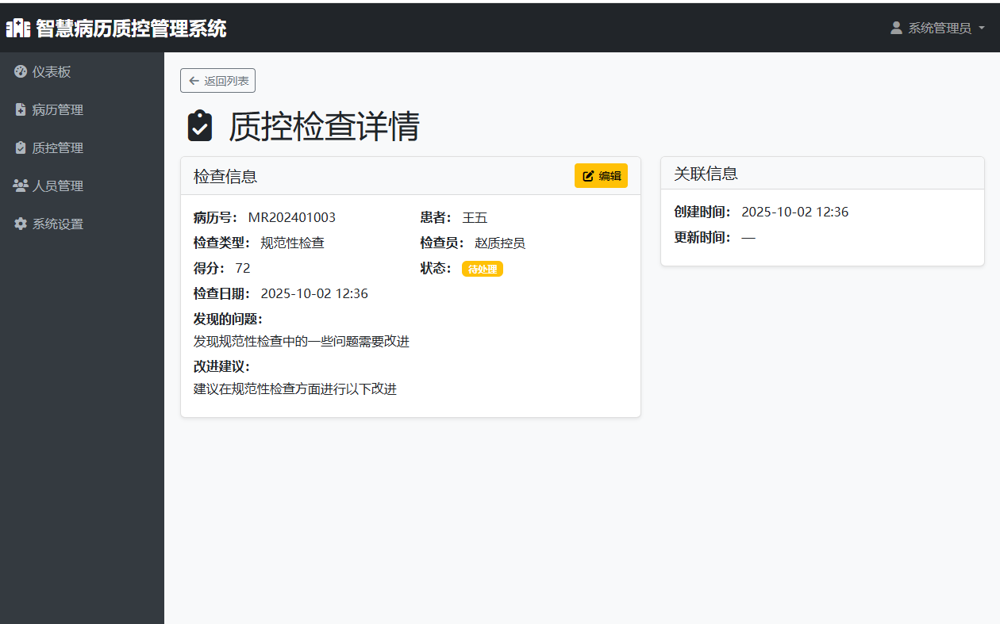 智慧病历质控管理系统
系统管理员
仪表板
病历管理
质控管理
人员管理
系统设置
返回列表
质控检查详情
检查信息
编辑
病历号： MR202401003
患者： 王五
检查类型： 规范性检查
检查员： 赵质控员
得分： 72
状态： 待处理
检查日期： 2025-10-02 12:36
发现的问题：
发现规范性检查中的一些问题需要改进
改进建议：
建议在规范性检查方面进行以下改进
关联信息
创建时间： 2025-10-02 12:36
更新时间： —